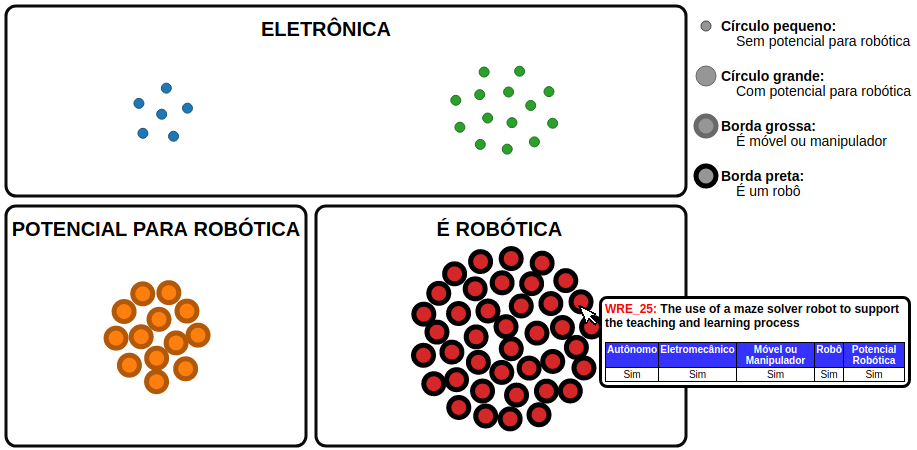 ELETRÔNICA
Círculo pequeno:
Sem potencial para robótica
Círculo grande:
Com potencial para robótica
Borda grossa:
É móvel ou manipulador
Borda preta:
É um robô
POTENCIAL PARA ROBÓTICA
É ROBÓTICA
WRE_25: The use of a maze solver robot to support
the teaching and learning process
Autônomo Eletromecânico Móvel ou Manipulador Robô Potencial Robótica
Sim Sim Sim Sim Sim